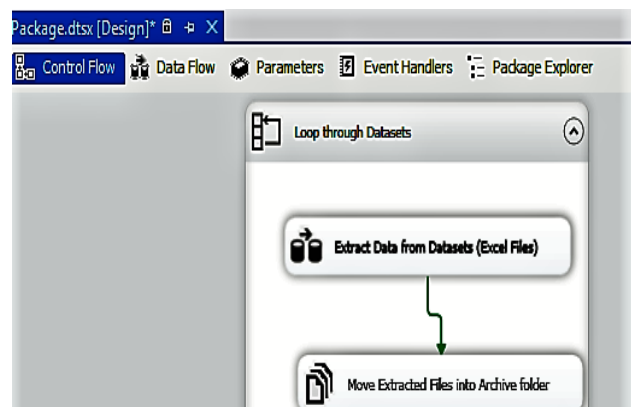 Package.dtsx [Design]*
Control Flow Data Flow Parameters Event Handlers Package Explorer
Loop through Datasets
Extract Data from Datasets (Excel Files)
Move Extracted Files into Archive folder